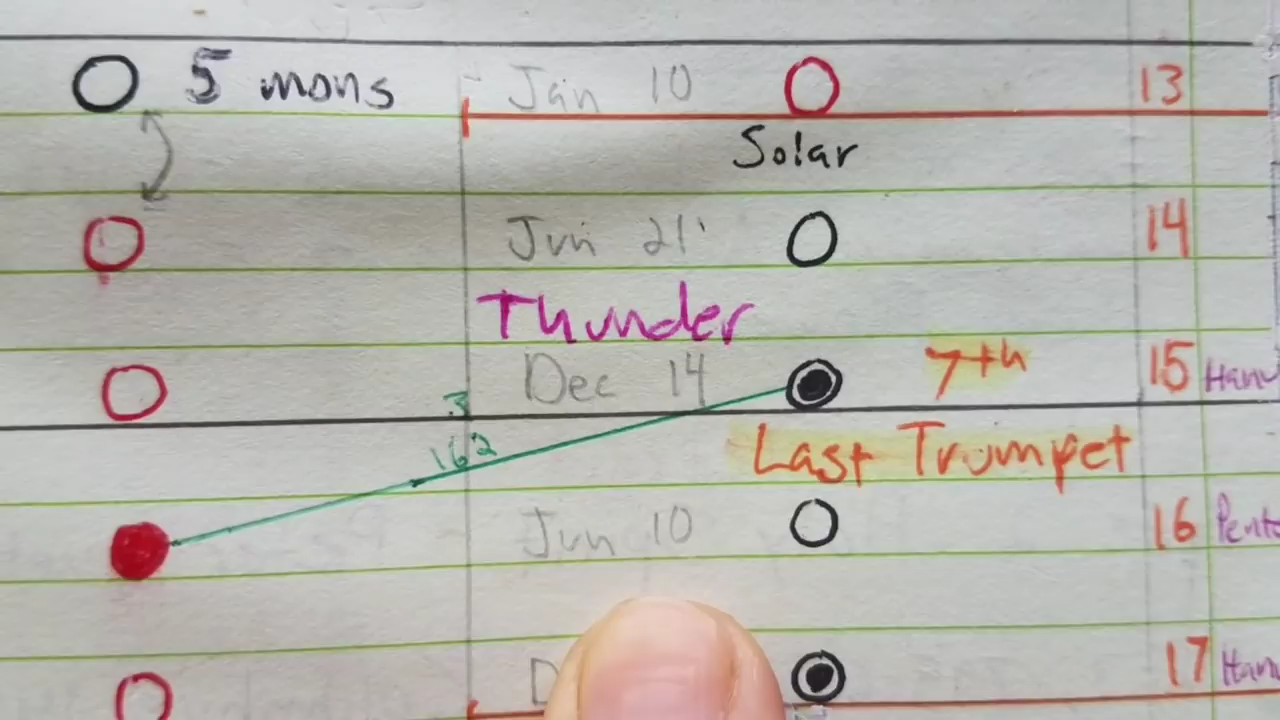 5 mons Jan 10 13
Solar
Jun 21 14
Thunder
Dec 14 7th 15
3
162
Last Trumpet
Jun 10 16
17